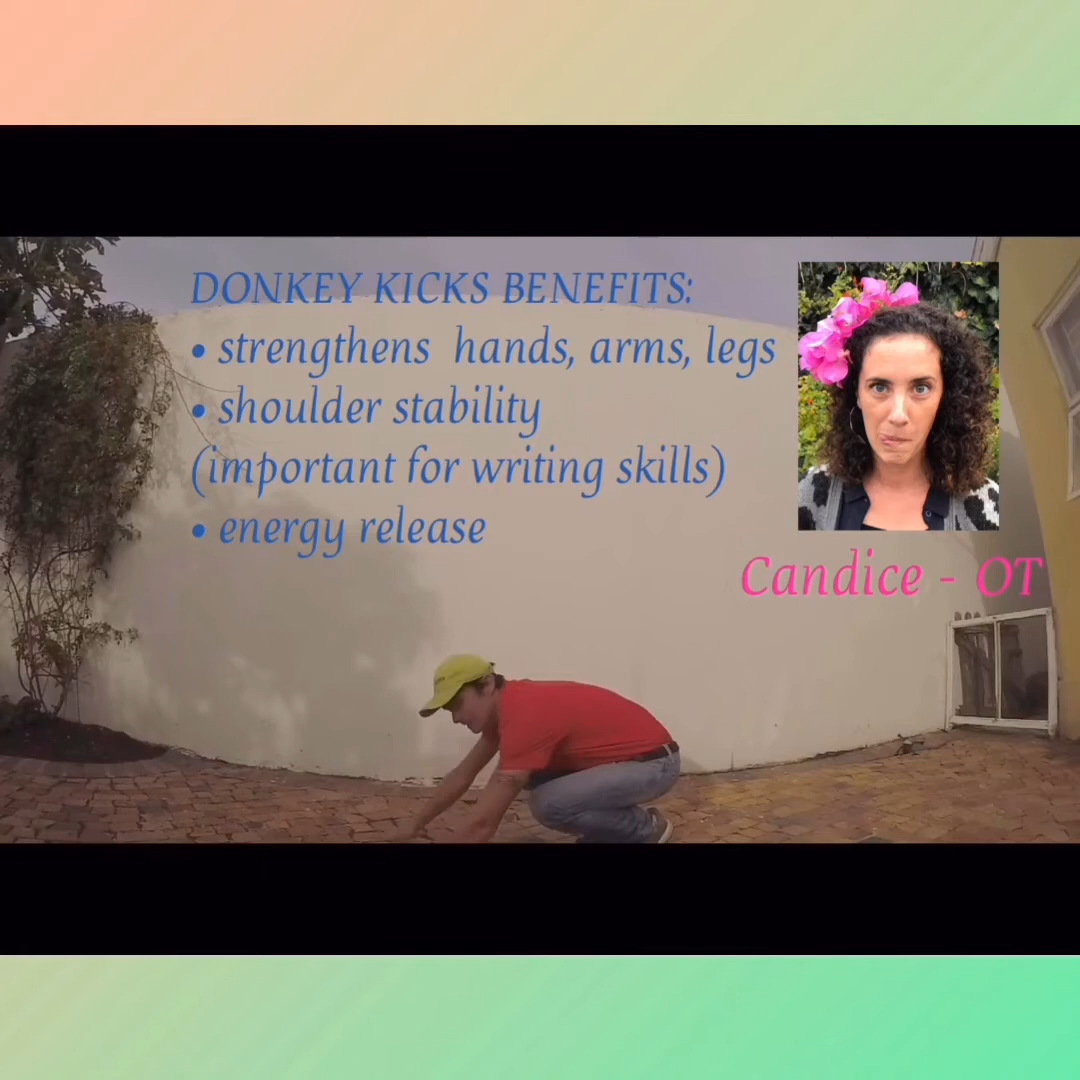 DONKEY KICKS BENEFITS:
• strengthens hands, arms, legs
• shoulder stability
(important for writing skills)
• energy release
Candice - OT